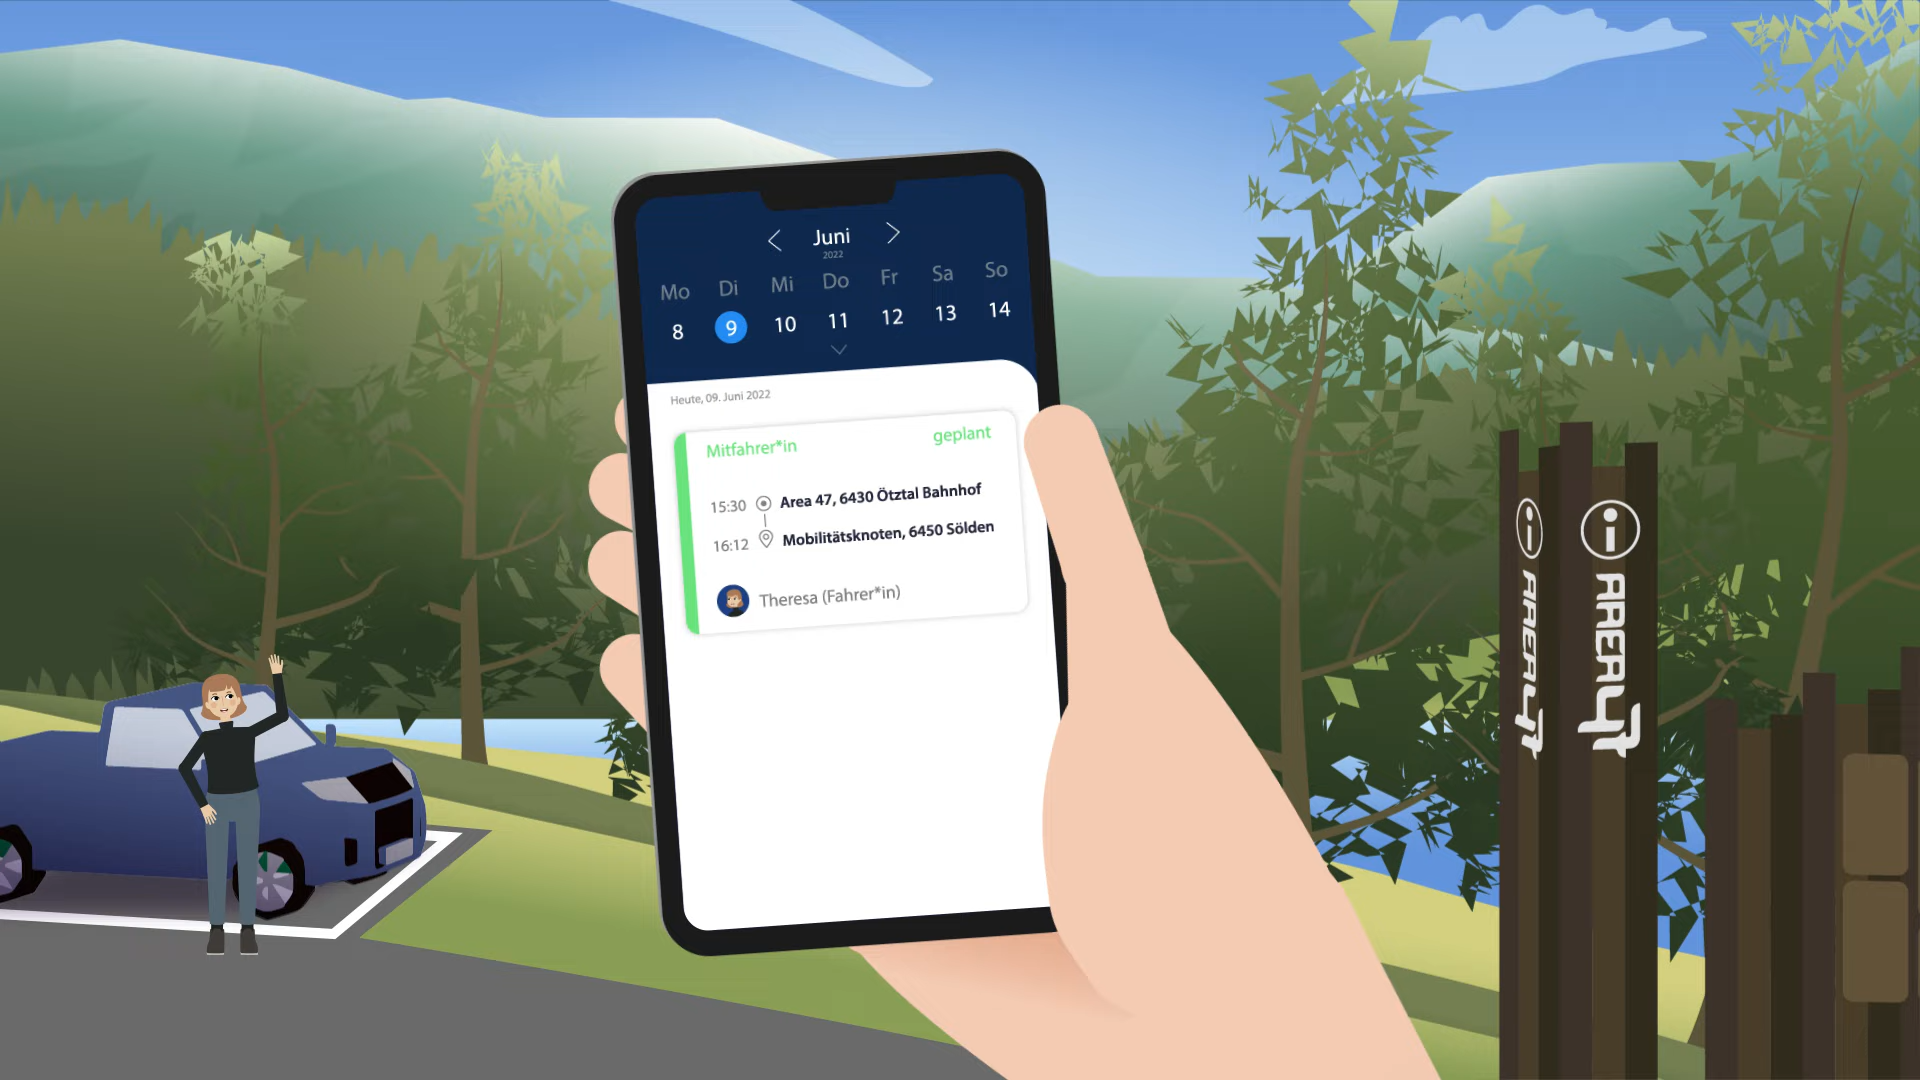 Juni
2022
Mo Di Mi Do Fr Sa So
8 9 10 11 12 13 14
Heute, 09. Juni 2022
Mitfahrer*in geplant
15:30 Area 47, 6430 Ötztal Bahnhof
16:12 Mobilitätsknoten, 6450 Sölden
Theresa (Fahrer*in)
i AREA47
i AREA47